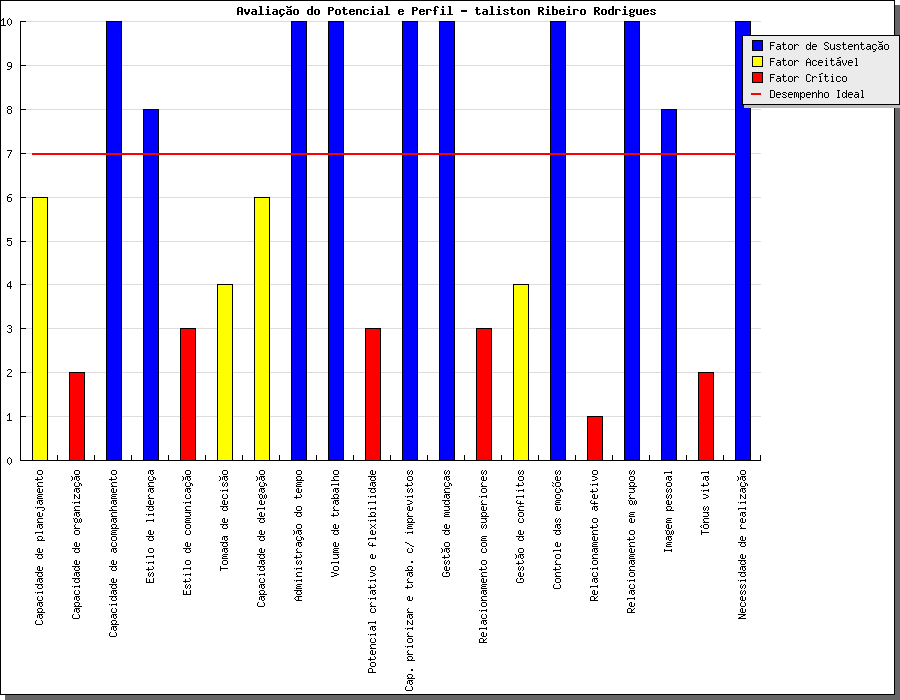 Avaliação do Potencial e Perfil - taliston Ribeiro Rodrigues
Fator de Sustentação
Fator Aceitável
Fator Crítico
Desempenho Ideal
10
9
8
7
6
5
4
3
2
1
0
Capacidade de planejamento
Capacidade de organização
Capacidade de acompanhamento
Estilo de liderança
Estilo de comunicação
Tomada de decisão
Capacidade de delegação
Administração do tempo
Volume de trabalho
Potencial criativo e flexibilidade
Cap. priorizar e trab. c/ imprevistos
Gestão de mudanças
Relacionamento com superiores
Gestão de conflitos
Controle das emoções
Relacionamento afetivo
Relacionamento em grupos
Imagem pessoal
Tônus vital
Necessidade de realização